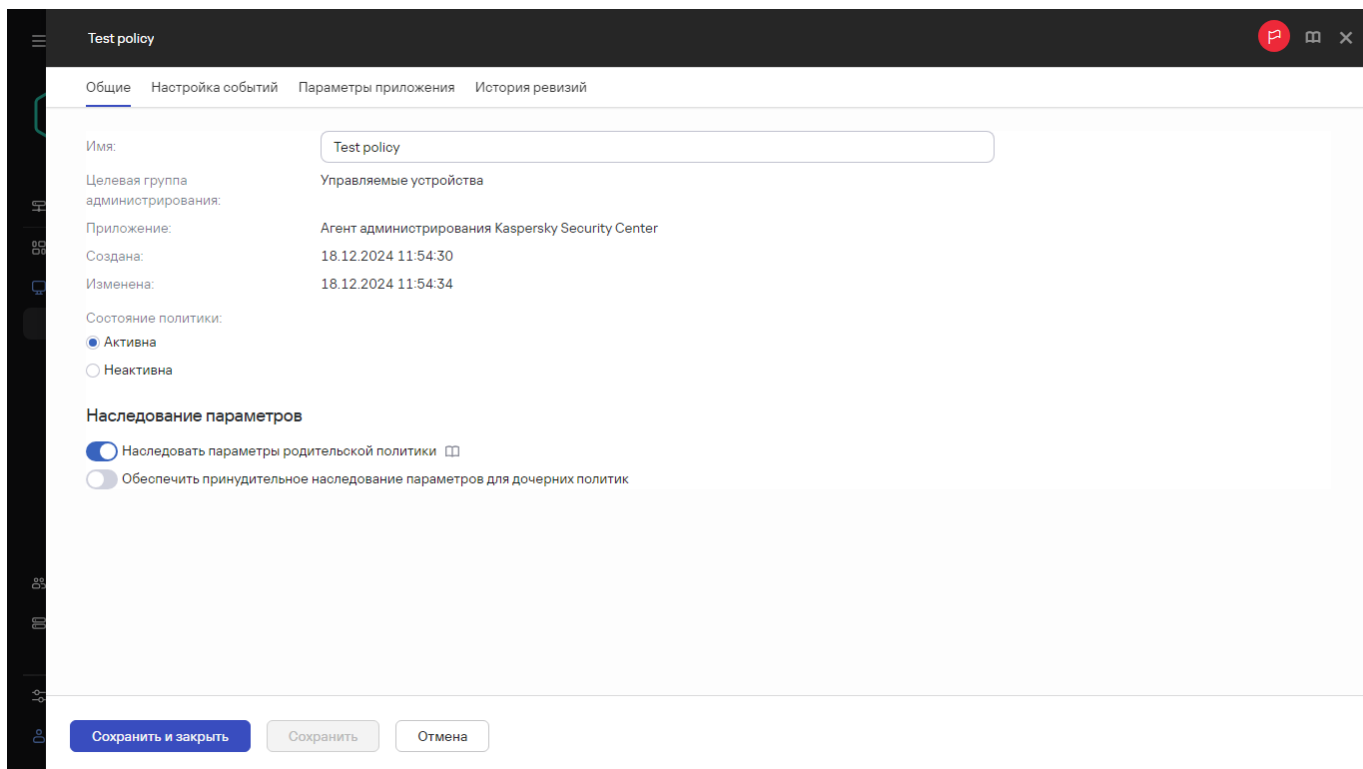 Test policy
Общие Настройка событий Параметры приложения История ревизий
Имя: Test policy
Целевая группа Управляемые устройства
администрирования:
Приложение: Агент администрирования Kaspersky Security Center
Создана: 18.12.2024 11:54:30
Изменена: 18.12.2024 11:54:34
Состояние политики:
Активна
Неактивна
Наследование параметров
Наследовать параметры родительской политики
Обеспечить принудительное наследование параметров для дочерних политик
Сохранить и закрыть Сохранить Отмена